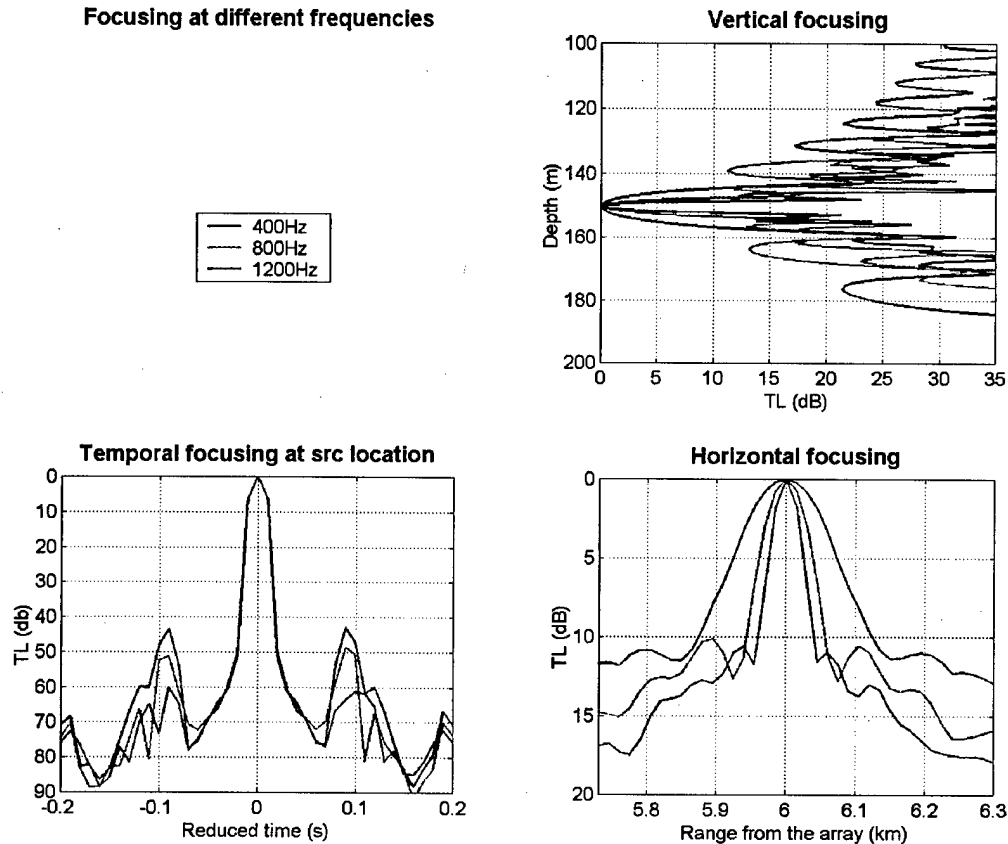 Focusing at different frequencies
400Hz
800Hz
1200Hz
Vertical focusing
100
120
140
160
180
200
Depth (m)
0 5 10 15 20 25 30 35
TL (dB)
Temporal focusing at src location
0
10
20
30
40
50
60
70
80
90
TL (db)
-0.2 -0.1 0 0.1 0.2
Reduced time (s)
Horizontal focusing
0
5
10
15
20
TL (dB)
5.8 5.9 6 6.1 6.2 6.3
Range from the array (km)